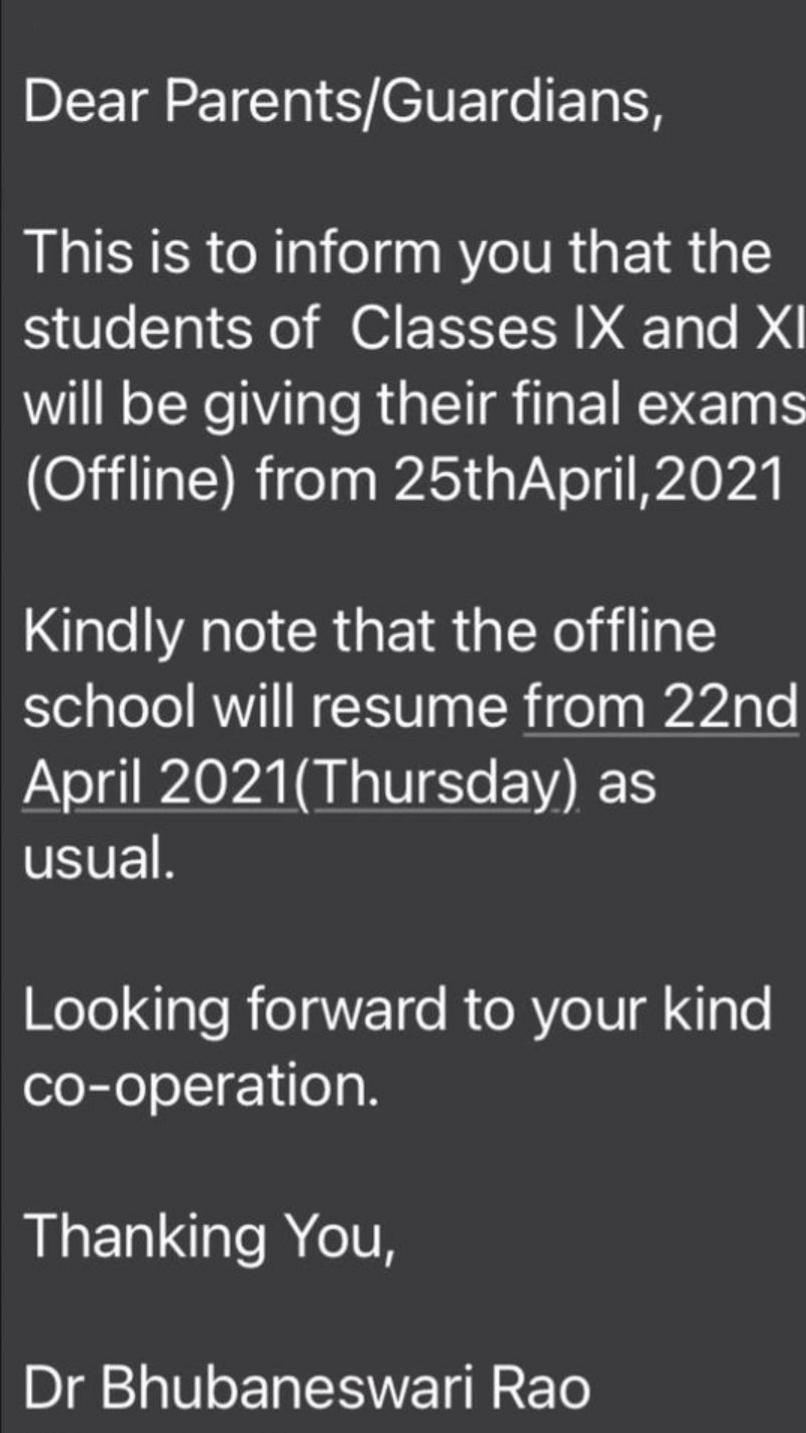 Dear Parents/Guardians,
This is to inform you that the
students of  Classes IX and XI
will be giving their final exams
(Offline) from 25thApril,2021
Kindly note that the offline
school will resume from 22nd
April 2021(Thursday) as
usual.
Looking forward to your kind
co-operation.
Thanking You,
Dr Bhubaneswari Rao